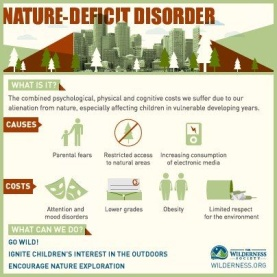 NATURE-DEFICIT DISORDER
WHAT IS IT?
The combined psychological, physical and cognitive costs we suffer due to our
alienation from nature, especially affecting children in vulnerable developing years.
CAUSES
Parental fears
Restricted access
to natural areas
Increasing consumption
of electronic media
COSTS
Attention and
mood disorders
Lower grades
Obesity
Limited respect
for the environment!
WHAT CAN WE DO?
GO WILD!
IGNITE CHILDREN'S INTEREST IN THE OUTDOORS
ENCOURAGE NATURE EXPLORATION
THE
WILDERNESS
SOCIETY
WILDERNESS.ORG